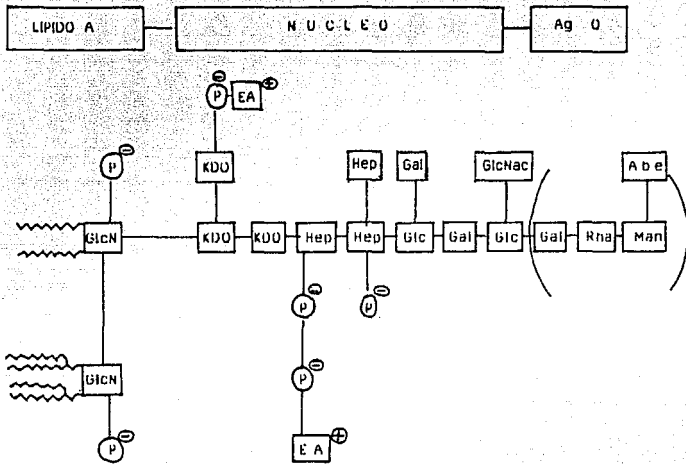 LIPIDO A NUCLEO Ag O
P⊖ EA⊕
P⊖ KDO Hep Gal GlcNac Abe
GlcN KDO KDO Hep Hep Glc Gal Glc Gal Rha Man
P⊖ P⊖
GlcN P⊖
P⊖ EA⊕